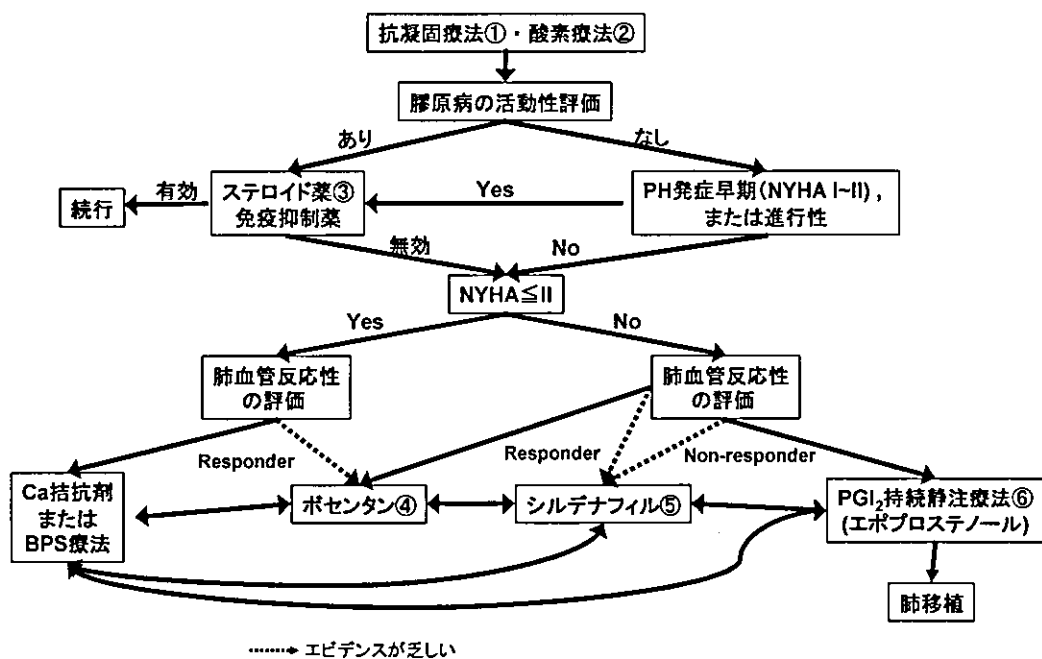 抗凝固療法①・酸素療法②
膠原病の活動性評価
あり
なし
続行
有効
ステロイド薬③
免疫抑制薬
Yes
PH発症早期(NYHA I~II)，
または進行性
無効
No
NYHA≦II
Yes
No
肺血管反応性
の評価
肺血管反応性
の評価
Responder
Responder
Non-responder
Ca拮抗剤
または
BPS療法
ボセンタン④
シルデナフィル⑤
PGI₂持続静注療法⑥
(エポプロステノール)
肺移植
エビデンスが乏しい